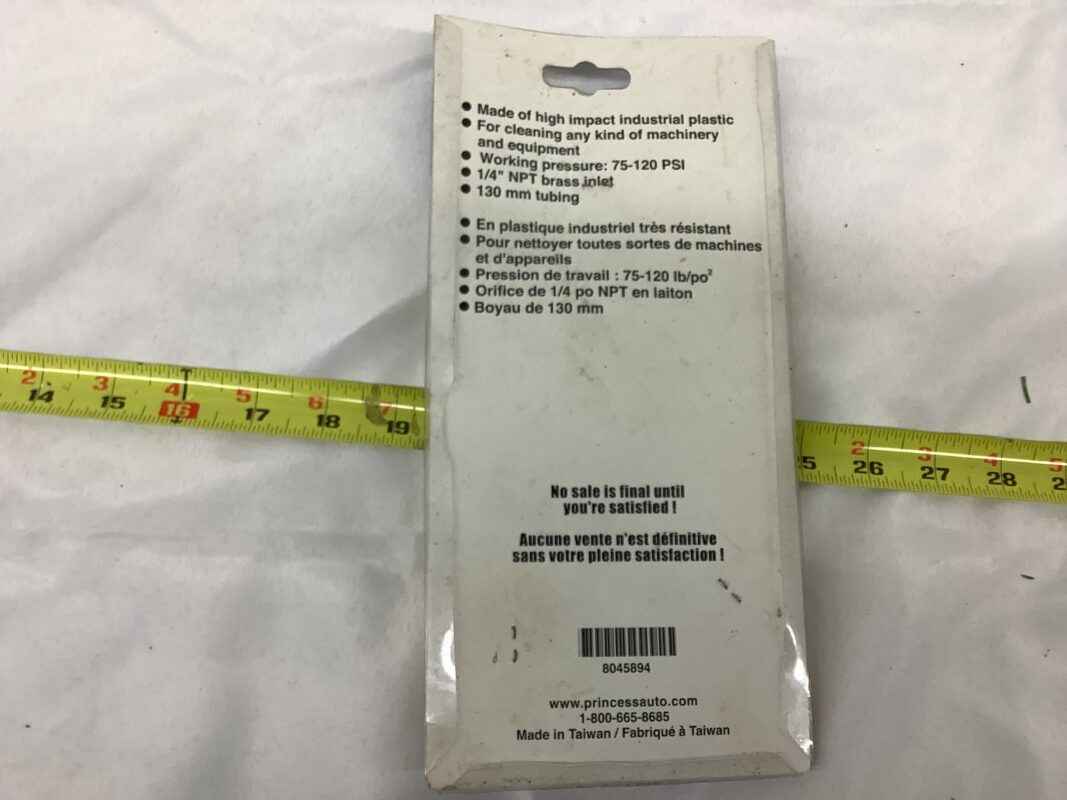 ● Made of high impact industrial plastic
● For cleaning any kind of machinery
and equipment
● Working pressure: 75-120 PSI
● 1/4" NPT brass inlet
● 130 mm tubing
● En plastique industriel très résistant
● Pour nettoyer toutes sortes de machines
et d'appareils
● Pression de travail : 75-120 lb/po²
● Orifice de 1/4 po NPT en laiton
● Boyau de 130 mm
2 3 4 5 6 7
14 15 16 17 18 19
2 3 4 5
5 26 27 28 2
No sale is final until
you're satisfied !
Aucune vente n'est définitive
sans votre pleine satisfaction !
8045894
www.princessauto.com
1-800-665-8685
Made in Taiwan / Fabriqué à Taiwan